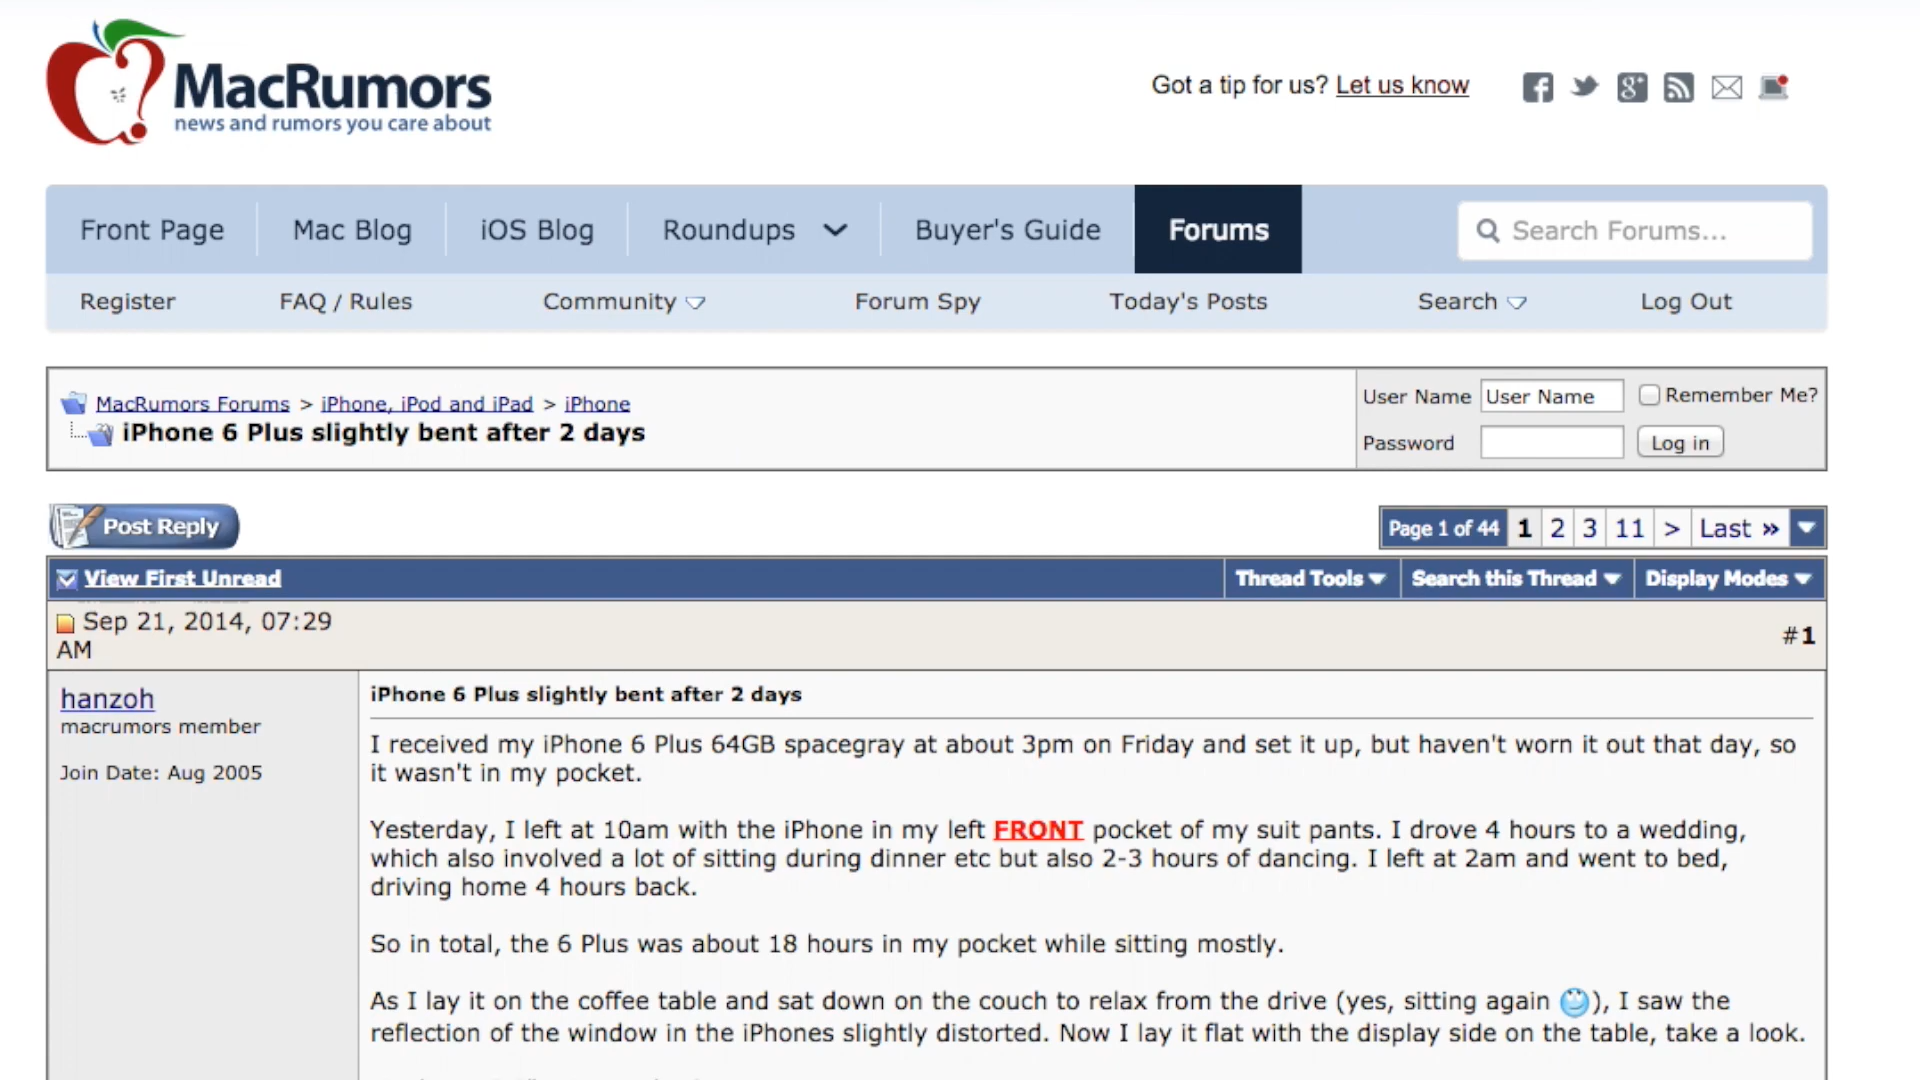 MacRumors
news and rumors you care about
Got a tip for us? Let us know
Front Page Mac Blog iOS Blog Roundups Buyer's Guide Forums Search Forums...
Register FAQ / Rules Community Forum Spy Today's Posts Search Log Out
MacRumors Forums > iPhone, iPod and iPad > iPhone
iPhone 6 Plus slightly bent after 2 days
User Name User Name Remember Me?
Password Log in
Post Reply
Page 1 of 44 1 2 3 11 > Last »
View First Unread Thread Tools Search this Thread Display Modes
Sep 21, 2014, 07:29
AM
#1
hanzoh
macrumors member
Join Date: Aug 2005
iPhone 6 Plus slightly bent after 2 days
I received my iPhone 6 Plus 64GB spacegray at about 3pm on Friday and set it up, but haven't worn it out that day, so
it wasn't in my pocket.
Yesterday, I left at 10am with the iPhone in my left FRONT pocket of my suit pants. I drove 4 hours to a wedding,
which also involved a lot of sitting during dinner etc but also 2-3 hours of dancing. I left at 2am and went to bed,
driving home 4 hours back.
So in total, the 6 Plus was about 18 hours in my pocket while sitting mostly.
As I lay it on the coffee table and sat down on the couch to relax from the drive (yes, sitting again ), I saw the
reflection of the window in the iPhones slightly distorted. Now I lay it flat with the display side on the table, take a look.